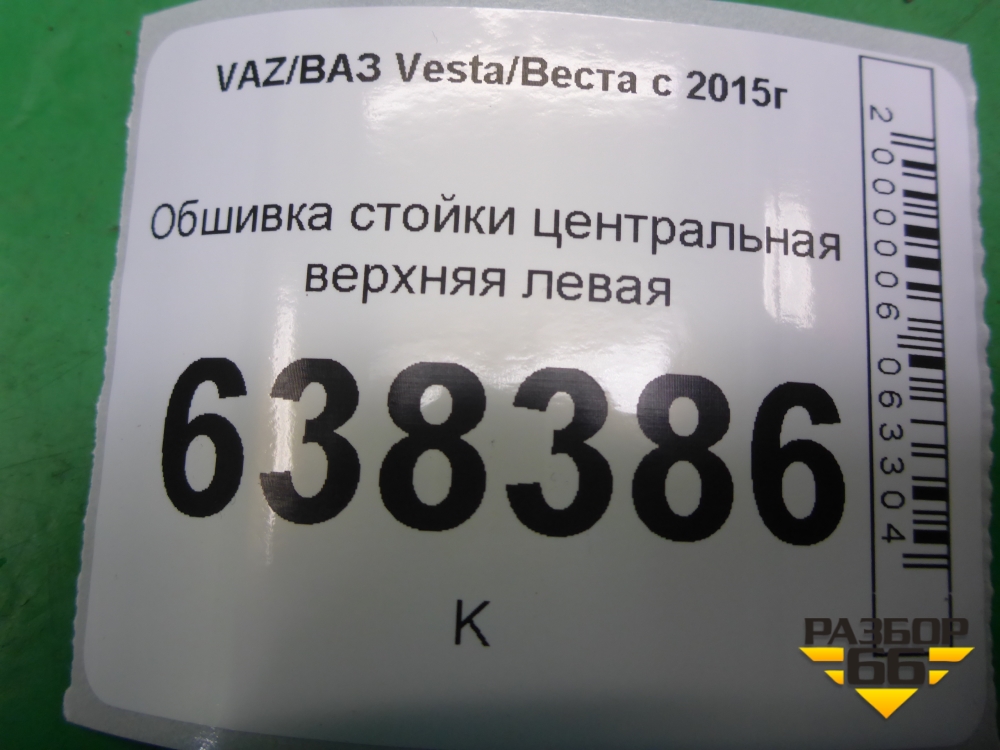 VAZ/ВАЗ Vesta/Веста с 2015г
Обшивка стойки центральная
верхняя левая
638386
К
2000006063304
РАЗБОР
66